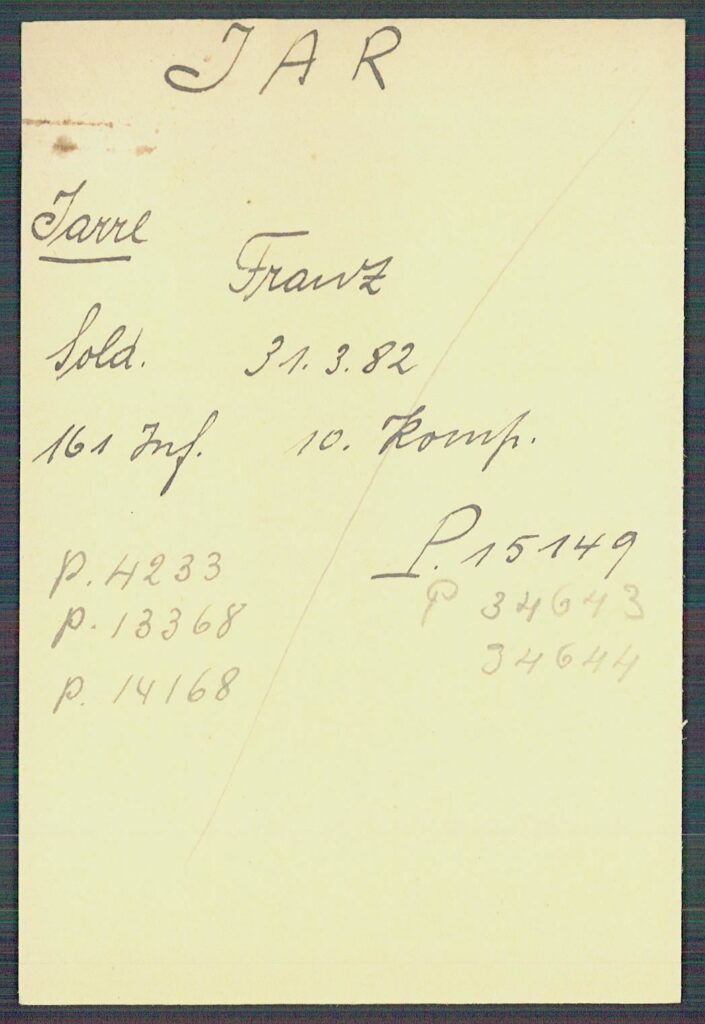 JAR
Jarre
Franz
Sold. 31.3.82
161 Inf. 10. Komp.
P. 15149
P. 4233
P 34643
P. 13368
34644
P. 14168